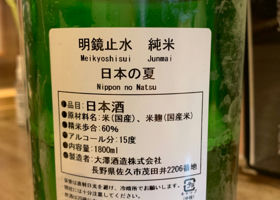 明鏡止水 純米
Meikyoshisui Junmai
日本の夏
Nippon no Natsu
■品目:日本酒
■原材料名:米(国産)、米麹(国産米)
■精米歩合:60%
■アルコール分:15度
■内容量:1800ml
■製造者:大澤酒造株式会社
長野県佐久市茂田井2206番地